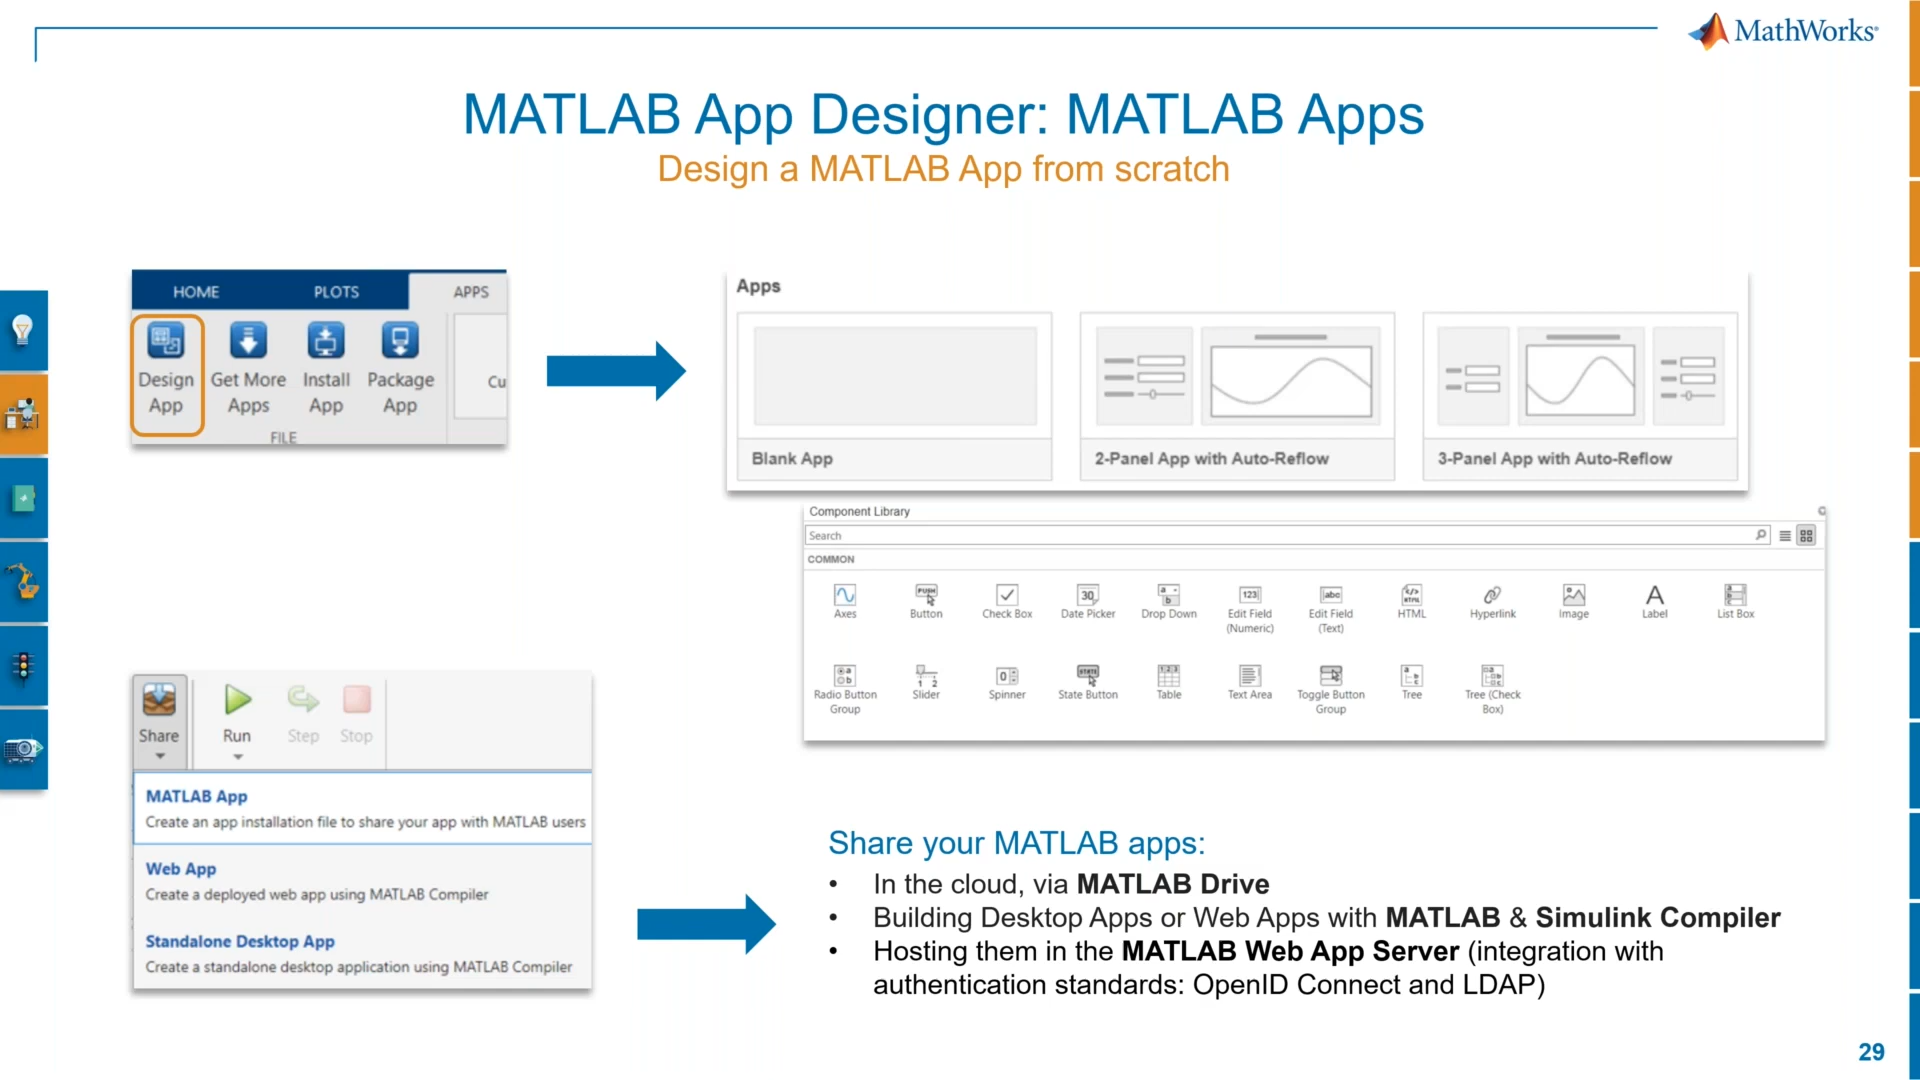 MathWorks®
MATLAB App Designer: MATLAB Apps
Design a MATLAB App from scratch
HOME PLOTS APPS
Design App
Get More Apps
Install App
Package App
Cu
FILE
Apps
Blank App
2-Panel App with Auto-Reflow
3-Panel App with Auto-Reflow
Component Library
Search
COMMON
PUSH
30
a
b
123
abc
</>
HTML
A
Axes
Button
Check Box
Date Picker
Drop Down
Edit Field (Numeric)
Edit Field (Text)
HTML
Hyperlink
Image
Label
List Box
Radio Button Group
Slider
Spinner
State Button
Table
Text Area
Toggle Button Group
Tree
Tree (Check Box)
Share
Run
Step
Stop
MATLAB App
Create an app installation file to share your app with MATLAB users
Web App
Create a deployed web app using MATLAB Compiler
Standalone Desktop App
Create a standalone desktop application using MATLAB Compiler
Share your MATLAB apps:
• In the cloud, via MATLAB Drive
• Building Desktop Apps or Web Apps with MATLAB & Simulink Compiler
• Hosting them in the MATLAB Web App Server (integration with
authentication standards: OpenID Connect and LDAP)
29